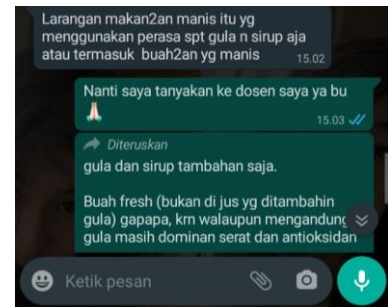 Larangan makan2an manis itu yg
menggunakan perasa spt gula n sirup aja
atau termasuk buah2an yg manis
15.02
Nanti saya tanyakan ke dosen saya ya bu
🙏🏻
15.03
Diteruskan
gula dan sirup tambahan saja.
Buah fresh (bukan di jus yg ditambahin
gula) gapapa, krn walaupun mengandung
gula masih dominan serat dan antioksidan
Ketik pesan